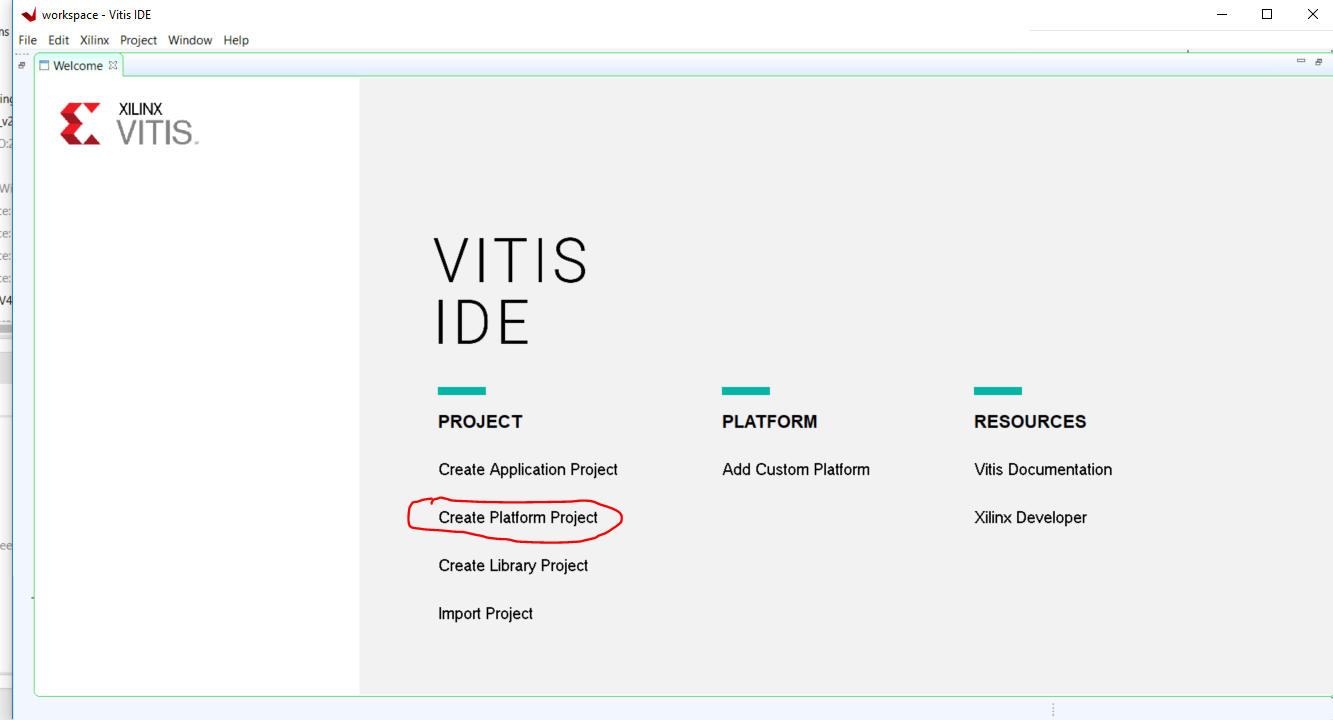 workspace - Vitis IDE
File Edit Xilinx Project Window Help
Welcome
XILINX
VITIS
VITIS
IDE
PROJECT
PLATFORM
RESOURCES
Create Application Project
Add Custom Platform
Vitis Documentation
Create Platform Project
Xilinx Developer
Create Library Project
Import Project